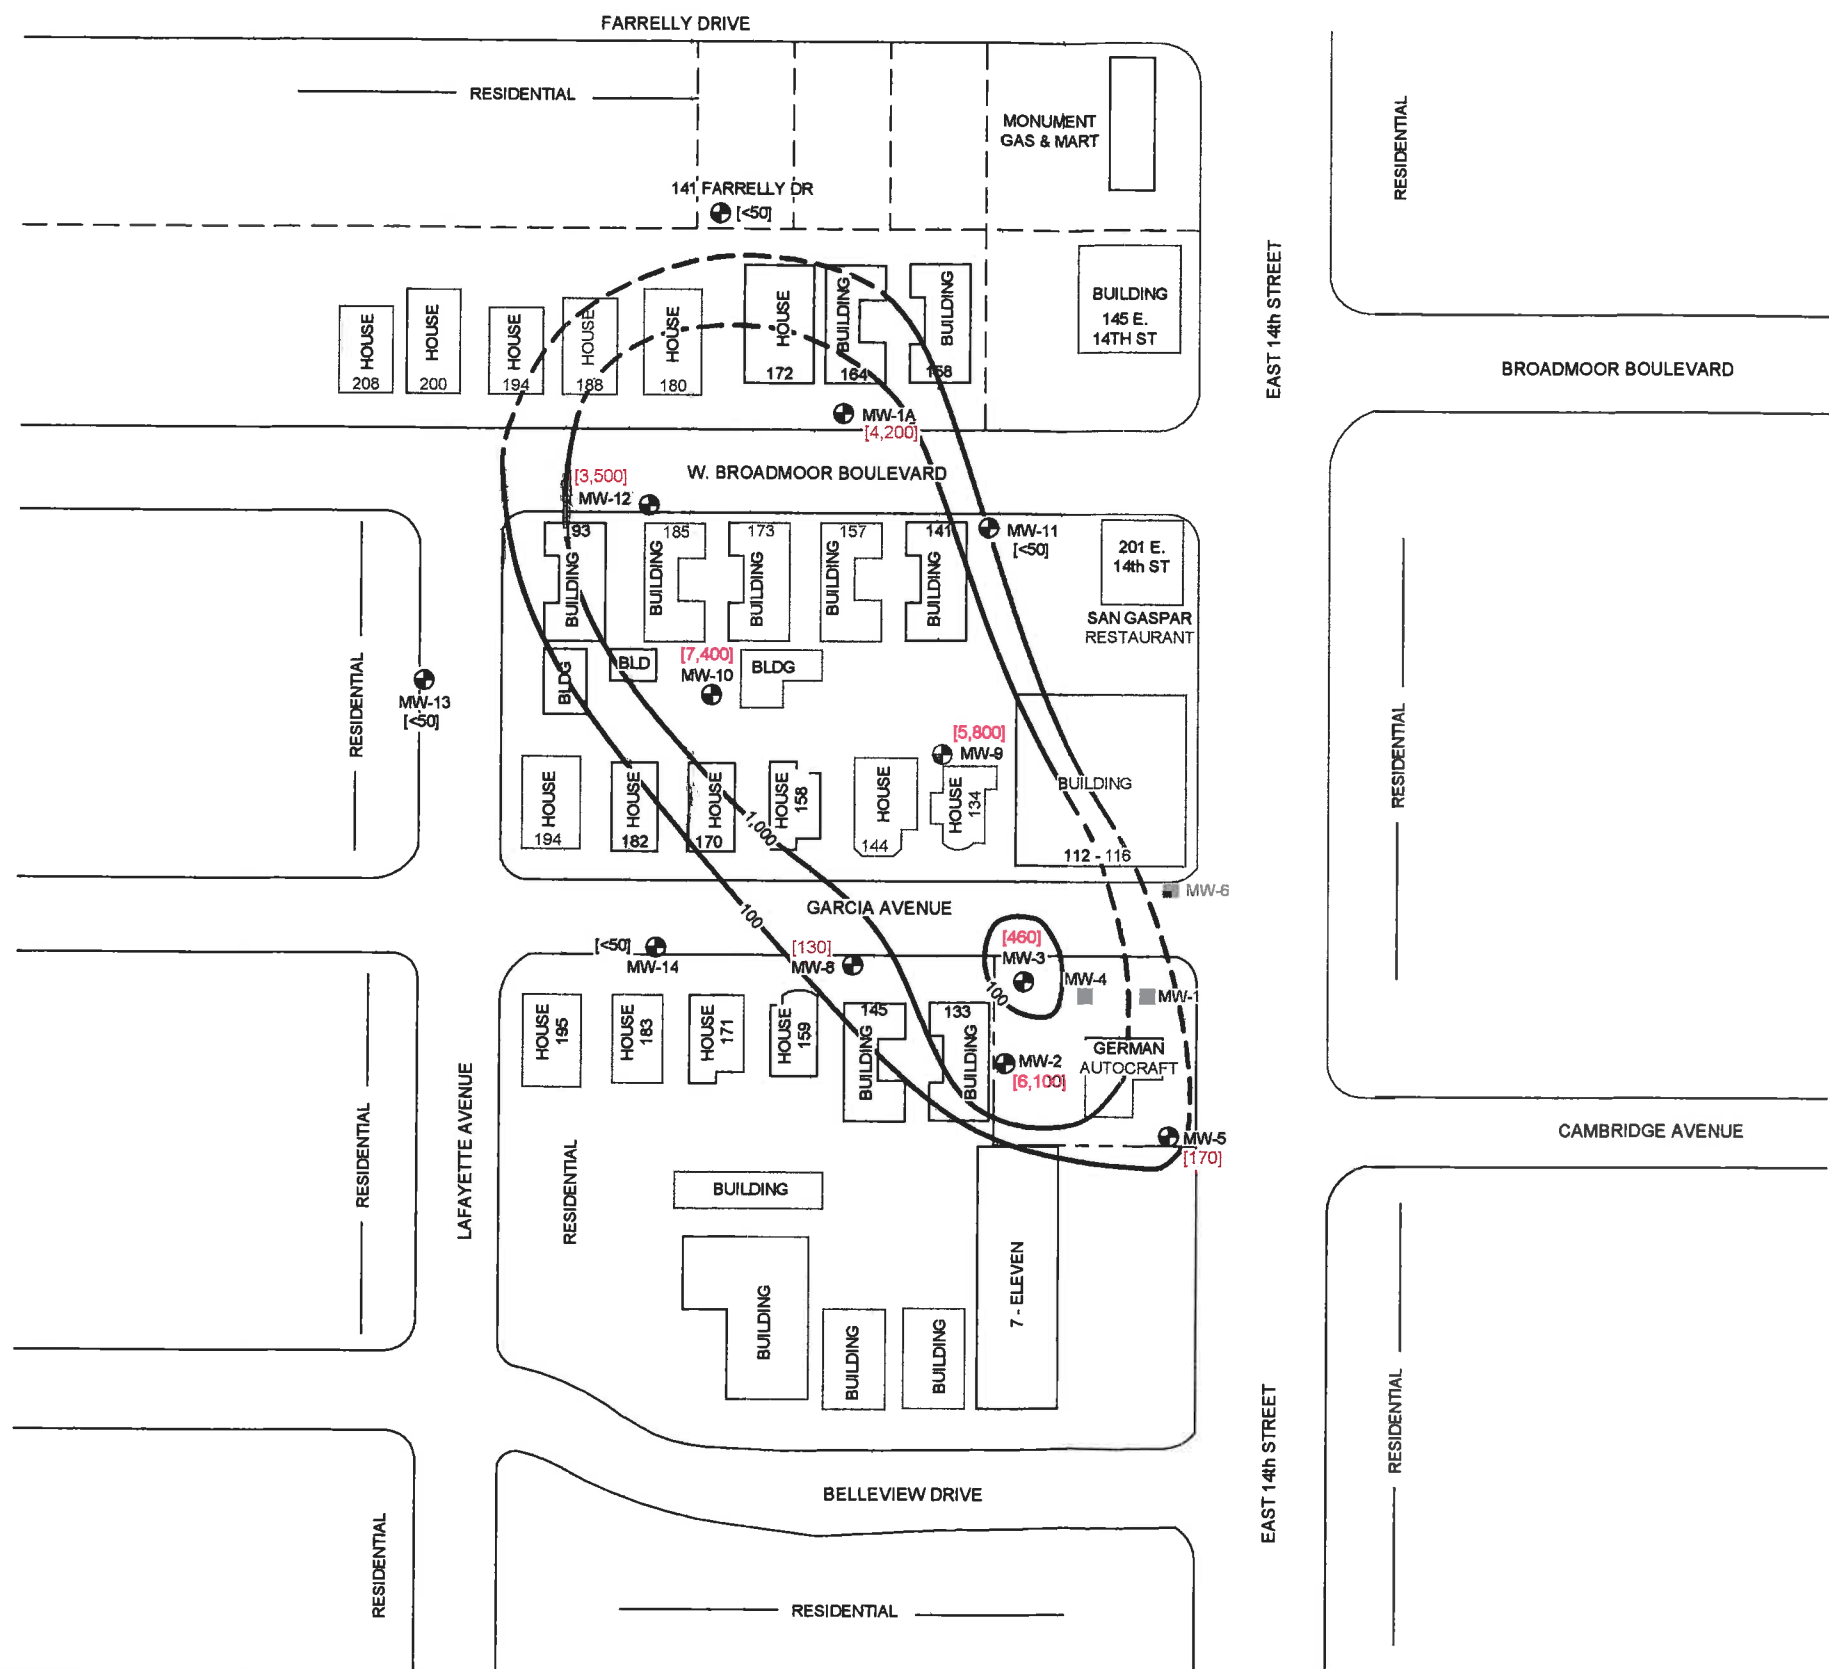 FARRELLY DRIVE
RESIDENTIAL
MONUMENT
GAS & MART
RESIDENTIAL
141 FARRELLY DR
[<50]
EAST 14th STREET
HOUSE
208
HOUSE
200
HOUSE
194
HOUSE
188
HOUSE
180
HOUSE
172
BUILDING
164
BUILDING
158
BUILDING
145 E.
14TH ST
BROADMOOR BOULEVARD
MW-1A
[4,200]
W. BROADMOOR BOULEVARD
[3,500]
MW-12
93
BUILDING
185
BUILDING
173
BUILDING
157
BUILDING
141
BUILDING
MW-11
[<50]
201 E.
14th ST
SAN GASPAR
RESTAURANT
RESIDENTIAL
MW-13
[<50]
BLDG
BLD
[7,400]
MW-10
BLDG
[5,800]
MW-9
RESIDENTIAL
HOUSE
194
HOUSE
182
HOUSE
170
1,000
HOUSE
158
HOUSE
144
HOUSE
134
BUILDING
112 - 116
MW-6
100
GARCIA AVENUE
[<50]
MW-14
[130]
MW-8
[460]
MW-3
100
MW-4
MW-1
HOUSE
195
HOUSE
183
HOUSE
171
HOUSE
159
145
BUILDING
133
BUILDING
MW-2
[6,100]
GERMAN
AUTOCRAFT
MW-5
[170]
CAMBRIDGE AVENUE
RESIDENTIAL
LAFAYETTE AVENUE
RESIDENTIAL
BUILDING
BUILDING
BUILDING
BUILDING
7 - ELEVEN
EAST 14th STREET
RESIDENTIAL
BELLEVIEW DRIVE
RESIDENTIAL
RESIDENTIAL